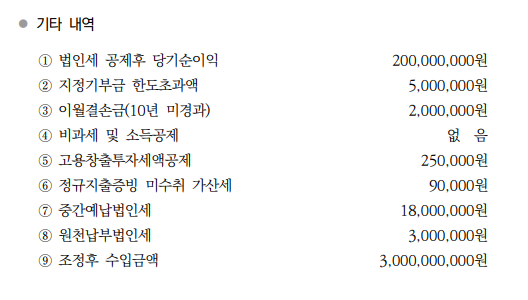 ● 기타 내역
① 법인세 공제후 당기순이익 200,000,000원
② 지정기부금 한도초과액 5,000,000원
③ 이월결손금(10년 미경과) 2,000,000원
④ 비과세 및 소득공제 없 음
⑤ 고용창출투자세액공제 250,000원
⑥ 정규지출증빙 미수취 가산세 90,000원
⑦ 중간예납법인세 18,000,000원
⑧ 원천납부법인세 3,000,000원
⑨ 조정후 수입금액 3,000,000,000원